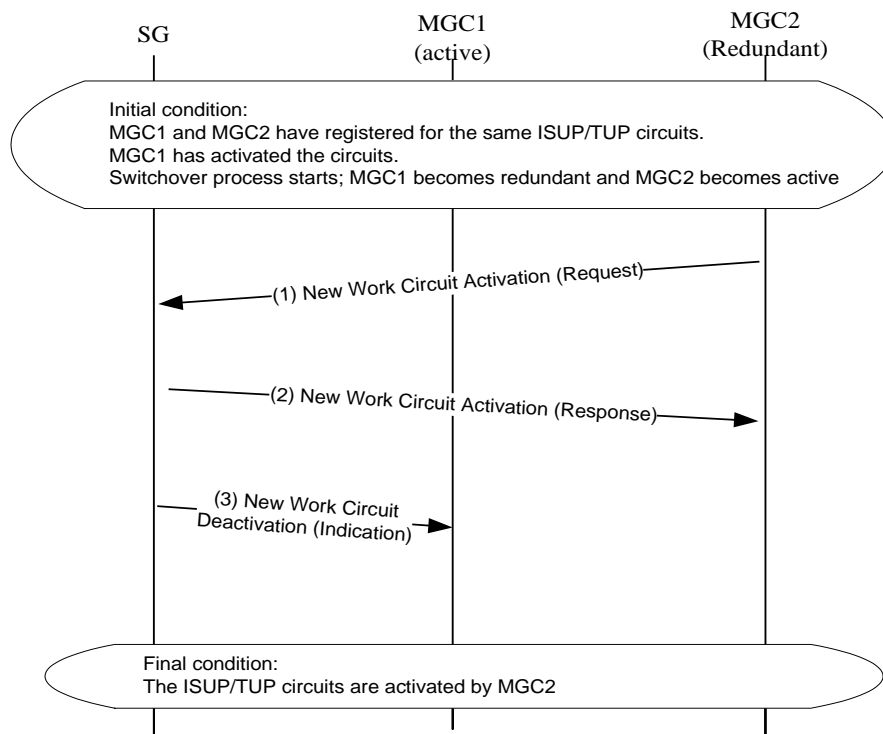 SG
MGC1
(active)
MGC2
(Redundant)
Initial condition:
MGC1 and MGC2 have registered for the same ISUP/TUP circuits.
MGC1 has activated the circuits.
Switchover process starts; MGC1 becomes redundant and MGC2 becomes active
(1) New Work Circuit Activation (Request)
(2) New Work Circuit Activation (Response)
(3) New Work Circuit
Deactivation (Indication)
Final condition:
The ISUP/TUP circuits are activated by MGC2